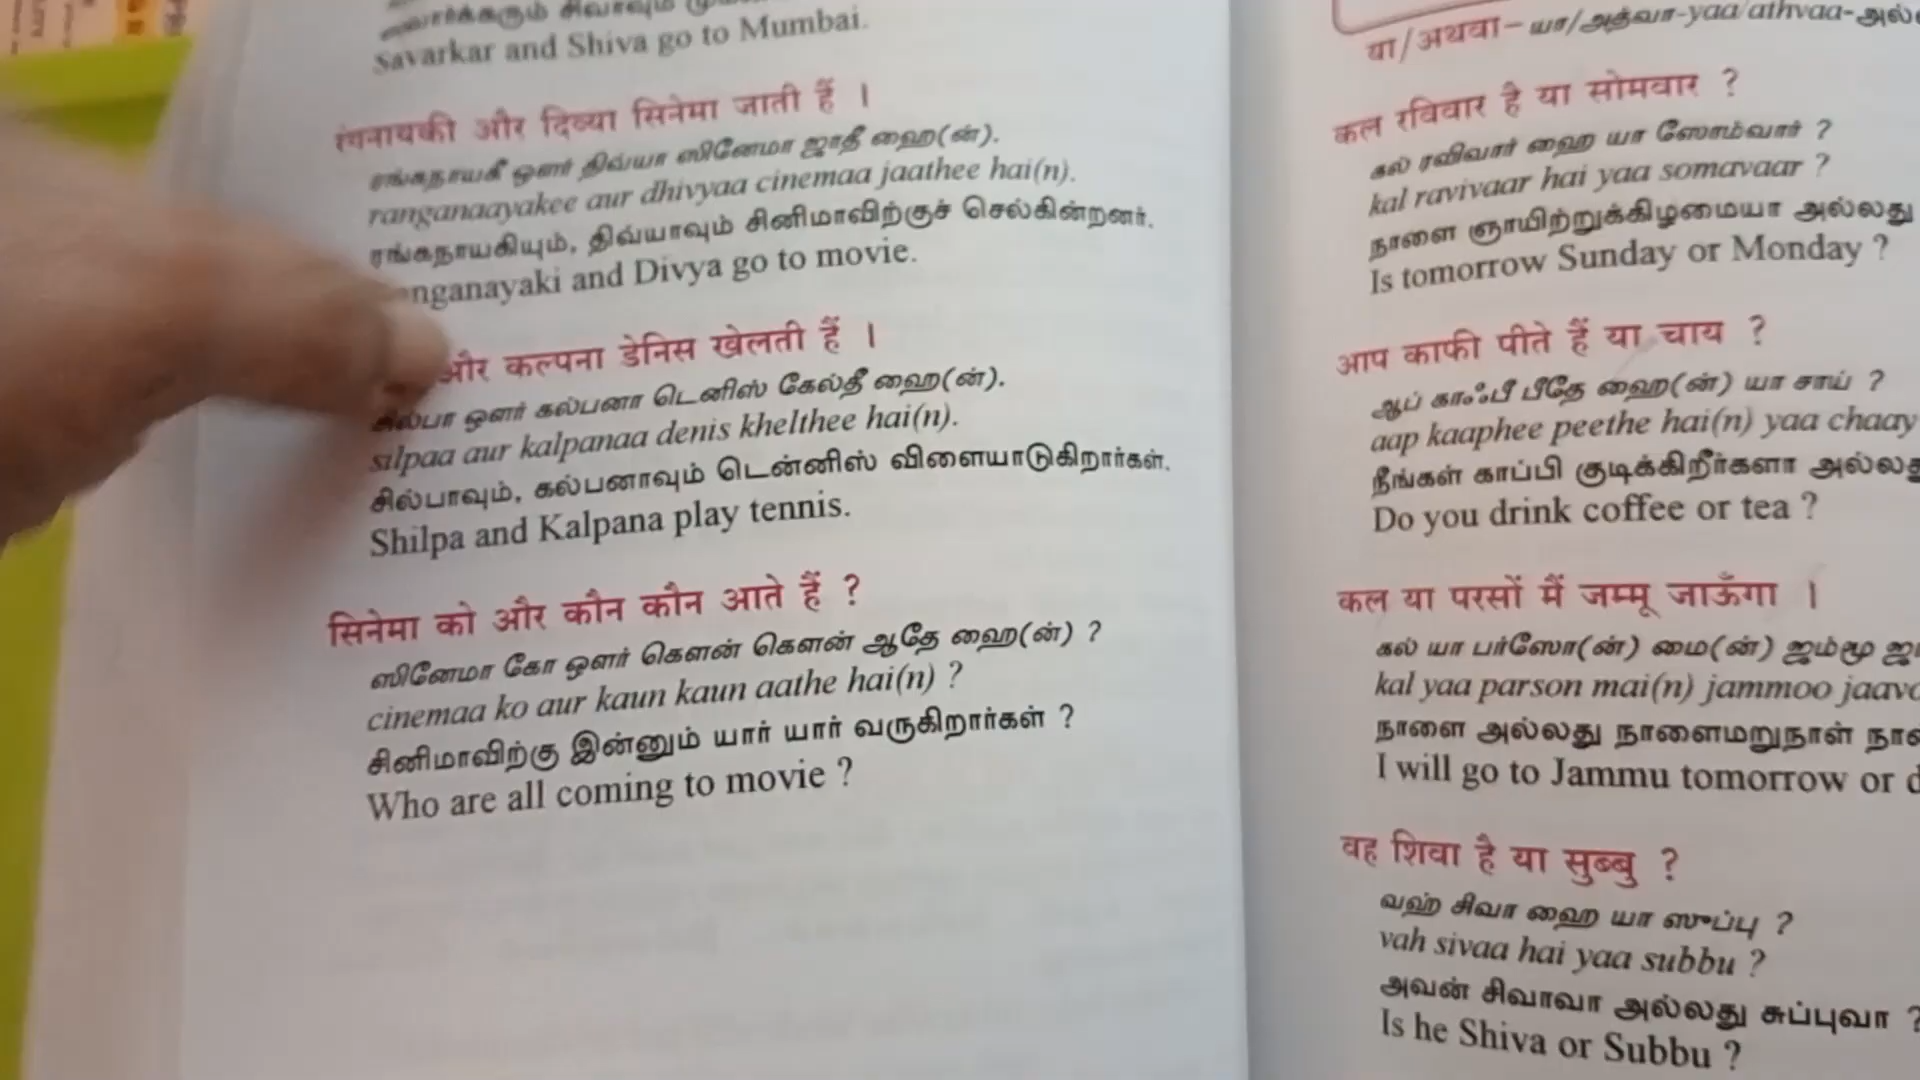 Savarkar and Shiva go to Mumbai.
रंगनायकी और दिव्या सिनेमा जाती हैं ।
ரங்கநாயகீ ஔர் திவ்யா ஸினேமா ஜாதீ ஹை(ன்).
ranganaayakee aur dhivyaa cinemaa jaathee hai(n).
ரங்கநாயகியும், திவ்யாவும் சினிமாவிற்குச் செல்கின்றனர்.
nganayaki and Divya go to movie.
और कल्पना डेनिस खेलती हैं ।
சில்பா ஔர் கல்பனா டெனிஸ் கேல்தீ ஹை(ன்).
silpaa aur kalpanaa denis khelthee hai(n).
சில்பாவும், கல்பனாவும் டென்னிஸ் விளையாடுகிறார்கள்.
Shilpa and Kalpana play tennis.
सिनेमा को और कौन कौन आते हैं ?
ஸினேமா கோ ஔர் கௌன் கௌன் ஆதே ஹை(ன்) ?
cinemaa ko aur kaun kaun aathe hai(n) ?
சினிமாவிற்கு இன்னும் யார் யார் வருகிறார்கள் ?
Who are all coming to movie ?
या/अथवा– யா/அத்வா-yaa/athvaa-அல்
कल रविवार है या सोमवार ?
கல் ரவிவார் ஹை யா ஸோம்வார் ?
kal ravivaar hai yaa somavaar ?
நாளை ஞாயிற்றுக்கிழமையா அல்லது
Is tomorrow Sunday or Monday ?
आप काफी पीते हैं या चाय ?
ஆப் காஃபீ பீதே ஹை(ன்) யா சாய் ?
aap kaaphee peethe hai(n) yaa chaay
நீங்கள் காப்பி குடிக்கிறீர்களா அல்லது
Do you drink coffee or tea ?
कल या परसों मैं जम्मू जाऊँगा ।
கல் யா பர்ஸோ(ன்) மை(ன்) ஜம்மூ ஜ
kal yaa parson mai(n) jammoo jaavo
நாளை அல்லது நாளைமறுநாள் நான
I will go to Jammu tomorrow or d
वह शिवा है या सुब्बु ?
வஹ் சிவா ஹை யா ஸுப்பு ?
vah sivaa hai yaa subbu ?
அவன் சிவாவா அல்லது சுப்புவா ?
Is he Shiva or Subbu ?